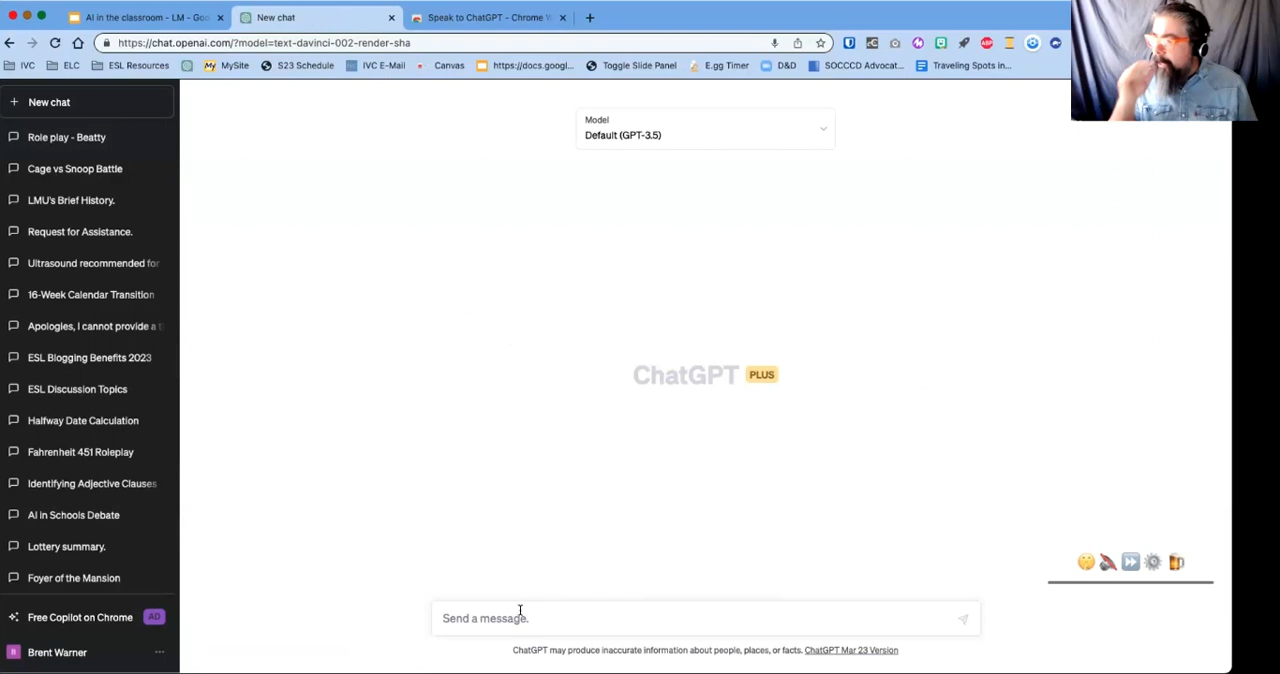 AI in the classroom - LM - Goo
New chat
Speak to ChatGPT - Chrome W
https://chat.openai.com/?model=text-davinci-002-render-sha
IVC
ELC
ESL Resources
MySite
S23 Schedule
IVC E-Mail
Canvas
https://docs.googl...
Toggle Slide Panel
E.gg Timer
D&D
SOCCCD Advocat...
Traveling Spots in...
+ New chat
Model
Default (GPT-3.5)
Role play - Beatty
Cage vs Snoop Battle
LMU's Brief History.
Request for Assistance.
Ultrasound recommended for
16-Week Calendar Transition
Apologies, I cannot provide a t
ESL Blogging Benefits 2023
ESL Discussion Topics
Halfway Date Calculation
Fahrenheit 451 Roleplay
Identifying Adjective Clauses
AI in Schools Debate
Lottery summary.
Foyer of the Mansion
Free Copilot on Chrome AD
B Brent Warner ...
ChatGPT PLUS
Send a message.
ChatGPT may produce inaccurate information about people, places, or facts. ChatGPT Mar 23 Version